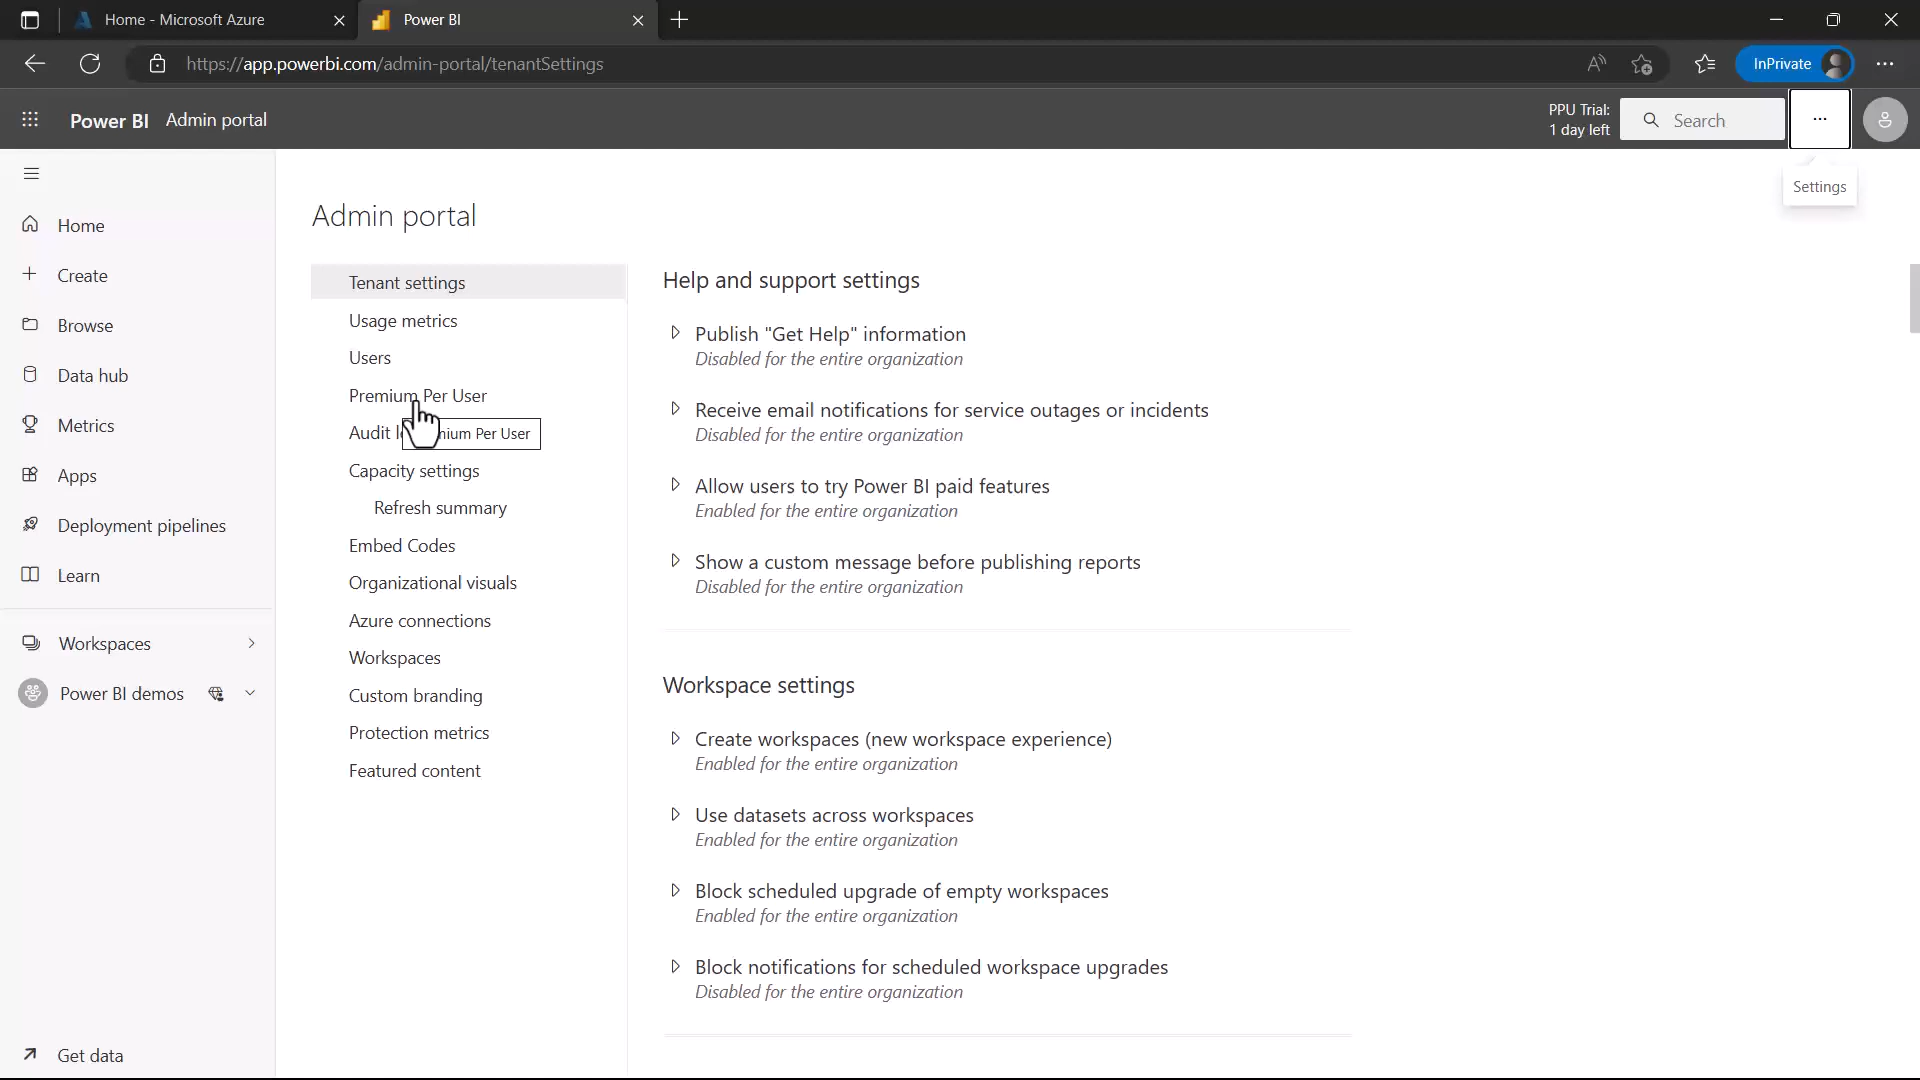 Home - Microsoft Azure
Power BI
https://app.powerbi.com/admin-portal/tenantSettings
InPrivate
Power BI Admin portal
PPU Trial:
1 day left
Search
Settings
Home
Create
Browse
Data hub
Metrics
Apps
Deployment pipelines
Learn
Workspaces
Power BI demos
Get data
Admin portal
Tenant settings
Usage metrics
Users
Premium Per User
Audit
Per User
Capacity settings
Refresh summary
Embed Codes
Organizational visuals
Azure connections
Workspaces
Custom branding
Protection metrics
Featured content
Help and support settings
Publish "Get Help" information
Disabled for the entire organization
Receive email notifications for service outages or incidents
Disabled for the entire organization
Allow users to try Power BI paid features
Enabled for the entire organization
Show a custom message before publishing reports
Disabled for the entire organization
Workspace settings
Create workspaces (new workspace experience)
Enabled for the entire organization
Use datasets across workspaces
Enabled for the entire organization
Block scheduled upgrade of empty workspaces
Enabled for the entire organization
Block notifications for scheduled workspace upgrades
Disabled for the entire organization